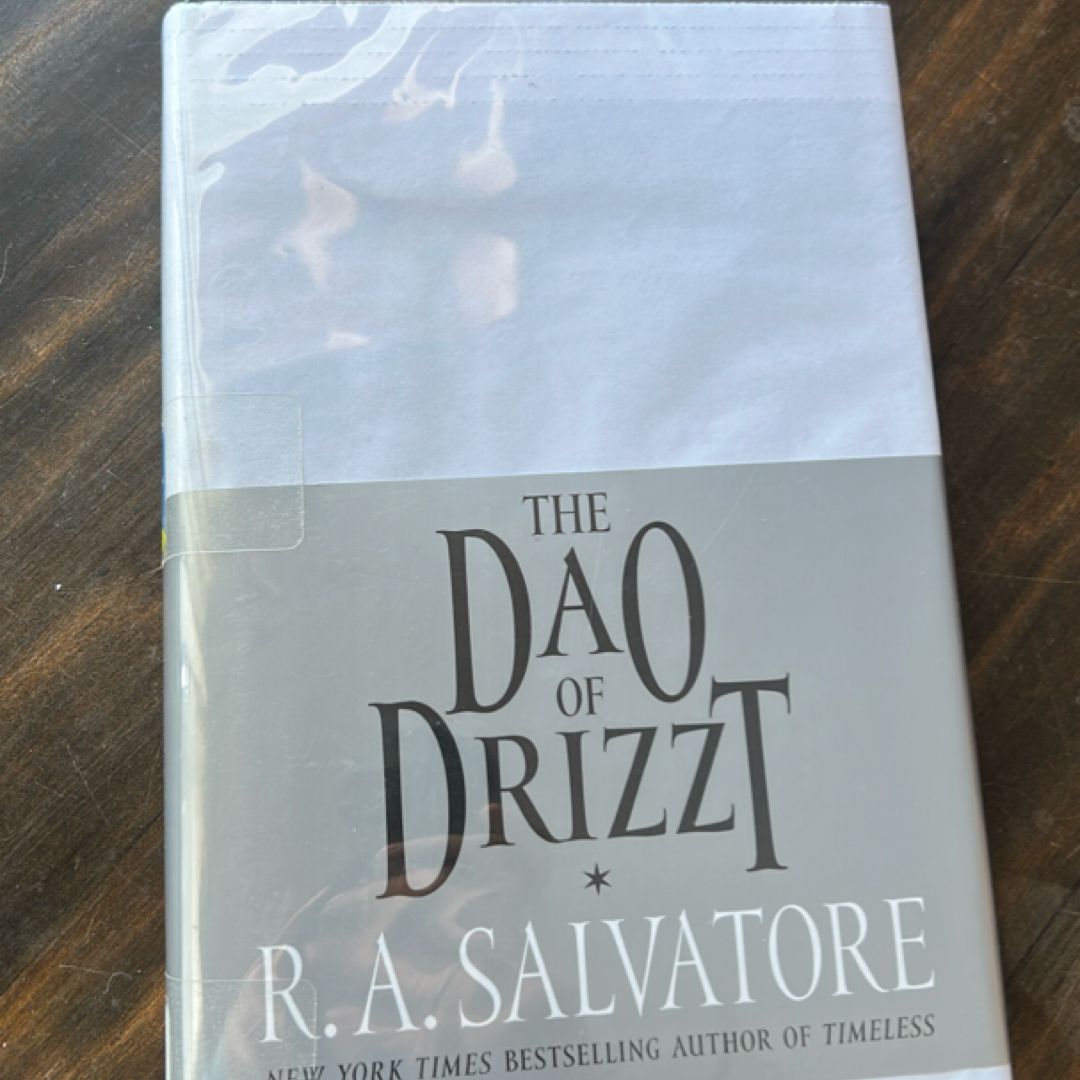 THE
DAO
OF
DRIZZT
R. A. SALVATORE
NEW YORK TIMES BESTSELLING AUTHOR OF TIMELESS